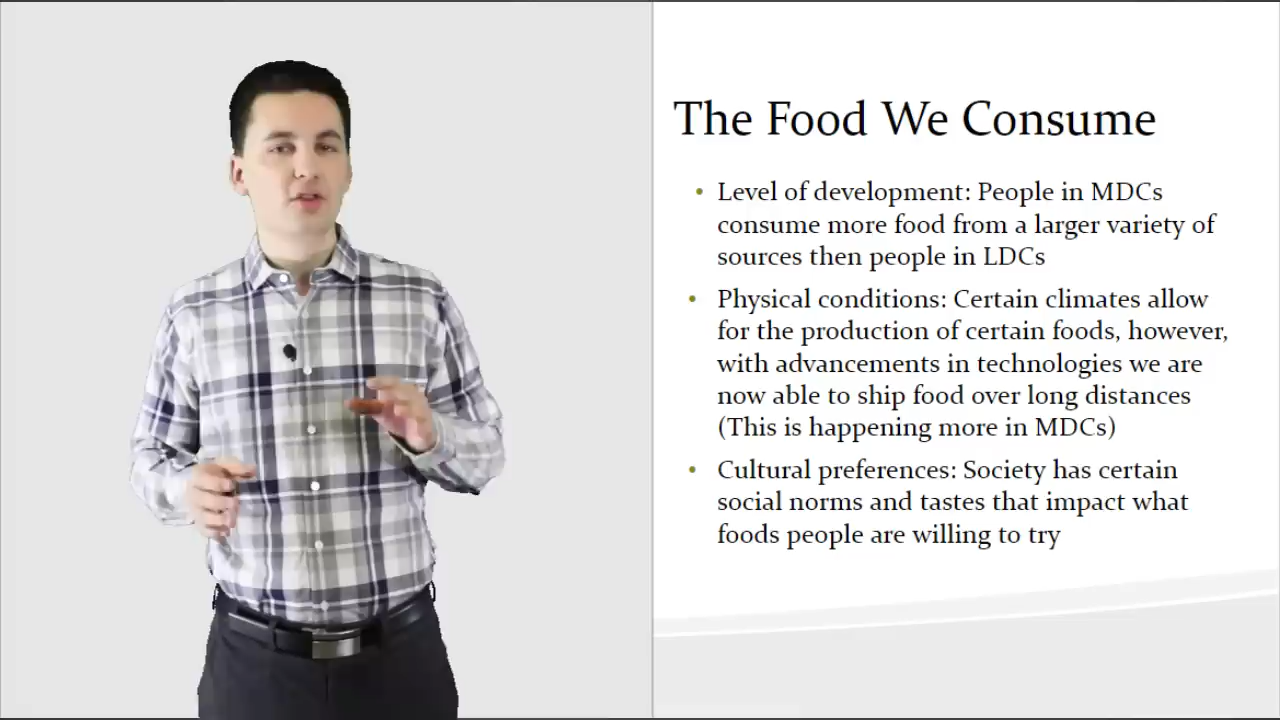 The Food We Consume
• Level of development: People in MDCs
consume more food from a larger variety of
sources then people in LDCs
• Physical conditions: Certain climates allow
for the production of certain foods, however,
with advancements in technologies we are
now able to ship food over long distances
(This is happening more in MDCs)
• Cultural preferences: Society has certain
social norms and tastes that impact what
foods people are willing to try